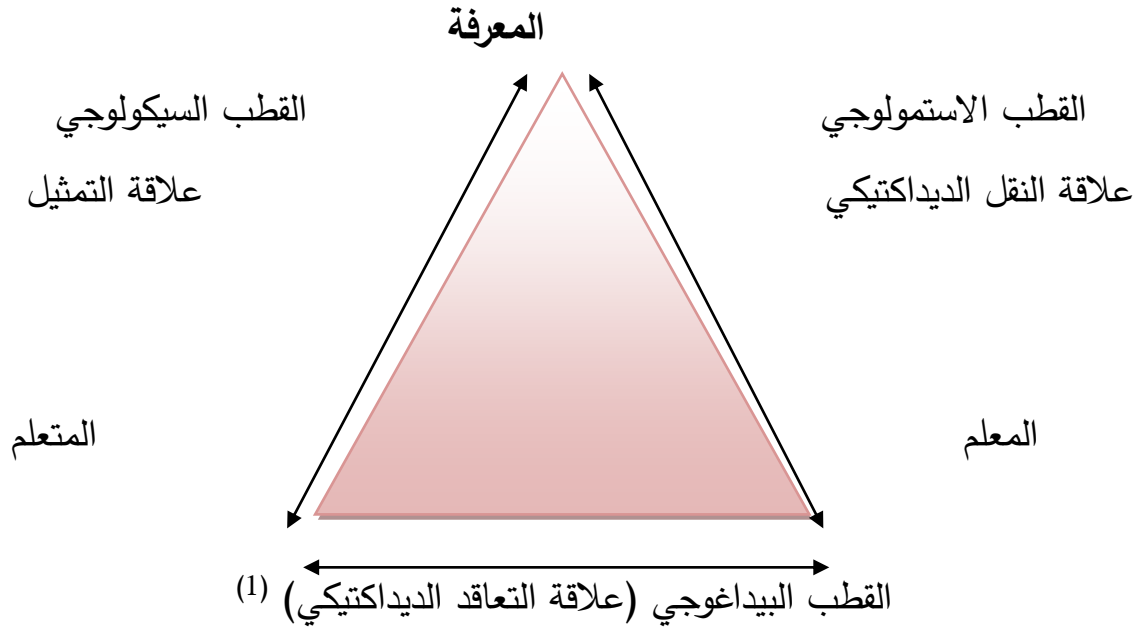 المعرفة
القطب الاستمولوجي
القطب السيكولوجي
علاقة النقل الديداكتيكي
علاقة التمثيل
المعلم
المتعلم
القطب البيداغوجي (علاقة التعاقد الديداكتيكي) (1)